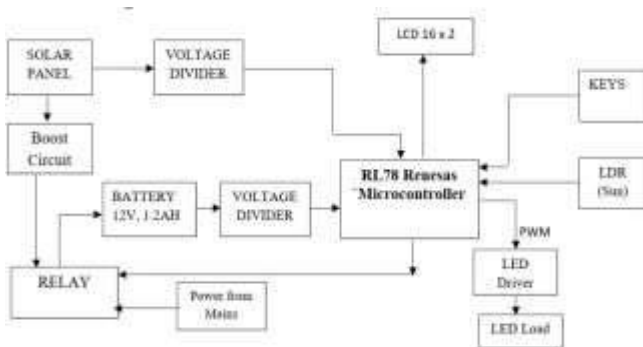 LCD 16 x 2
SOLAR
PANEL
VOLTAGE
DIVIDER
KEYS
Boost
Circuit
RL78 Renesas
Microcontroller
LDR
(Sun)
BATTERY
12V, 1.2AH
VOLTAGE
DIVIDER
PWM
LED
Driver
RELAY
Power from
Mains
LED Load